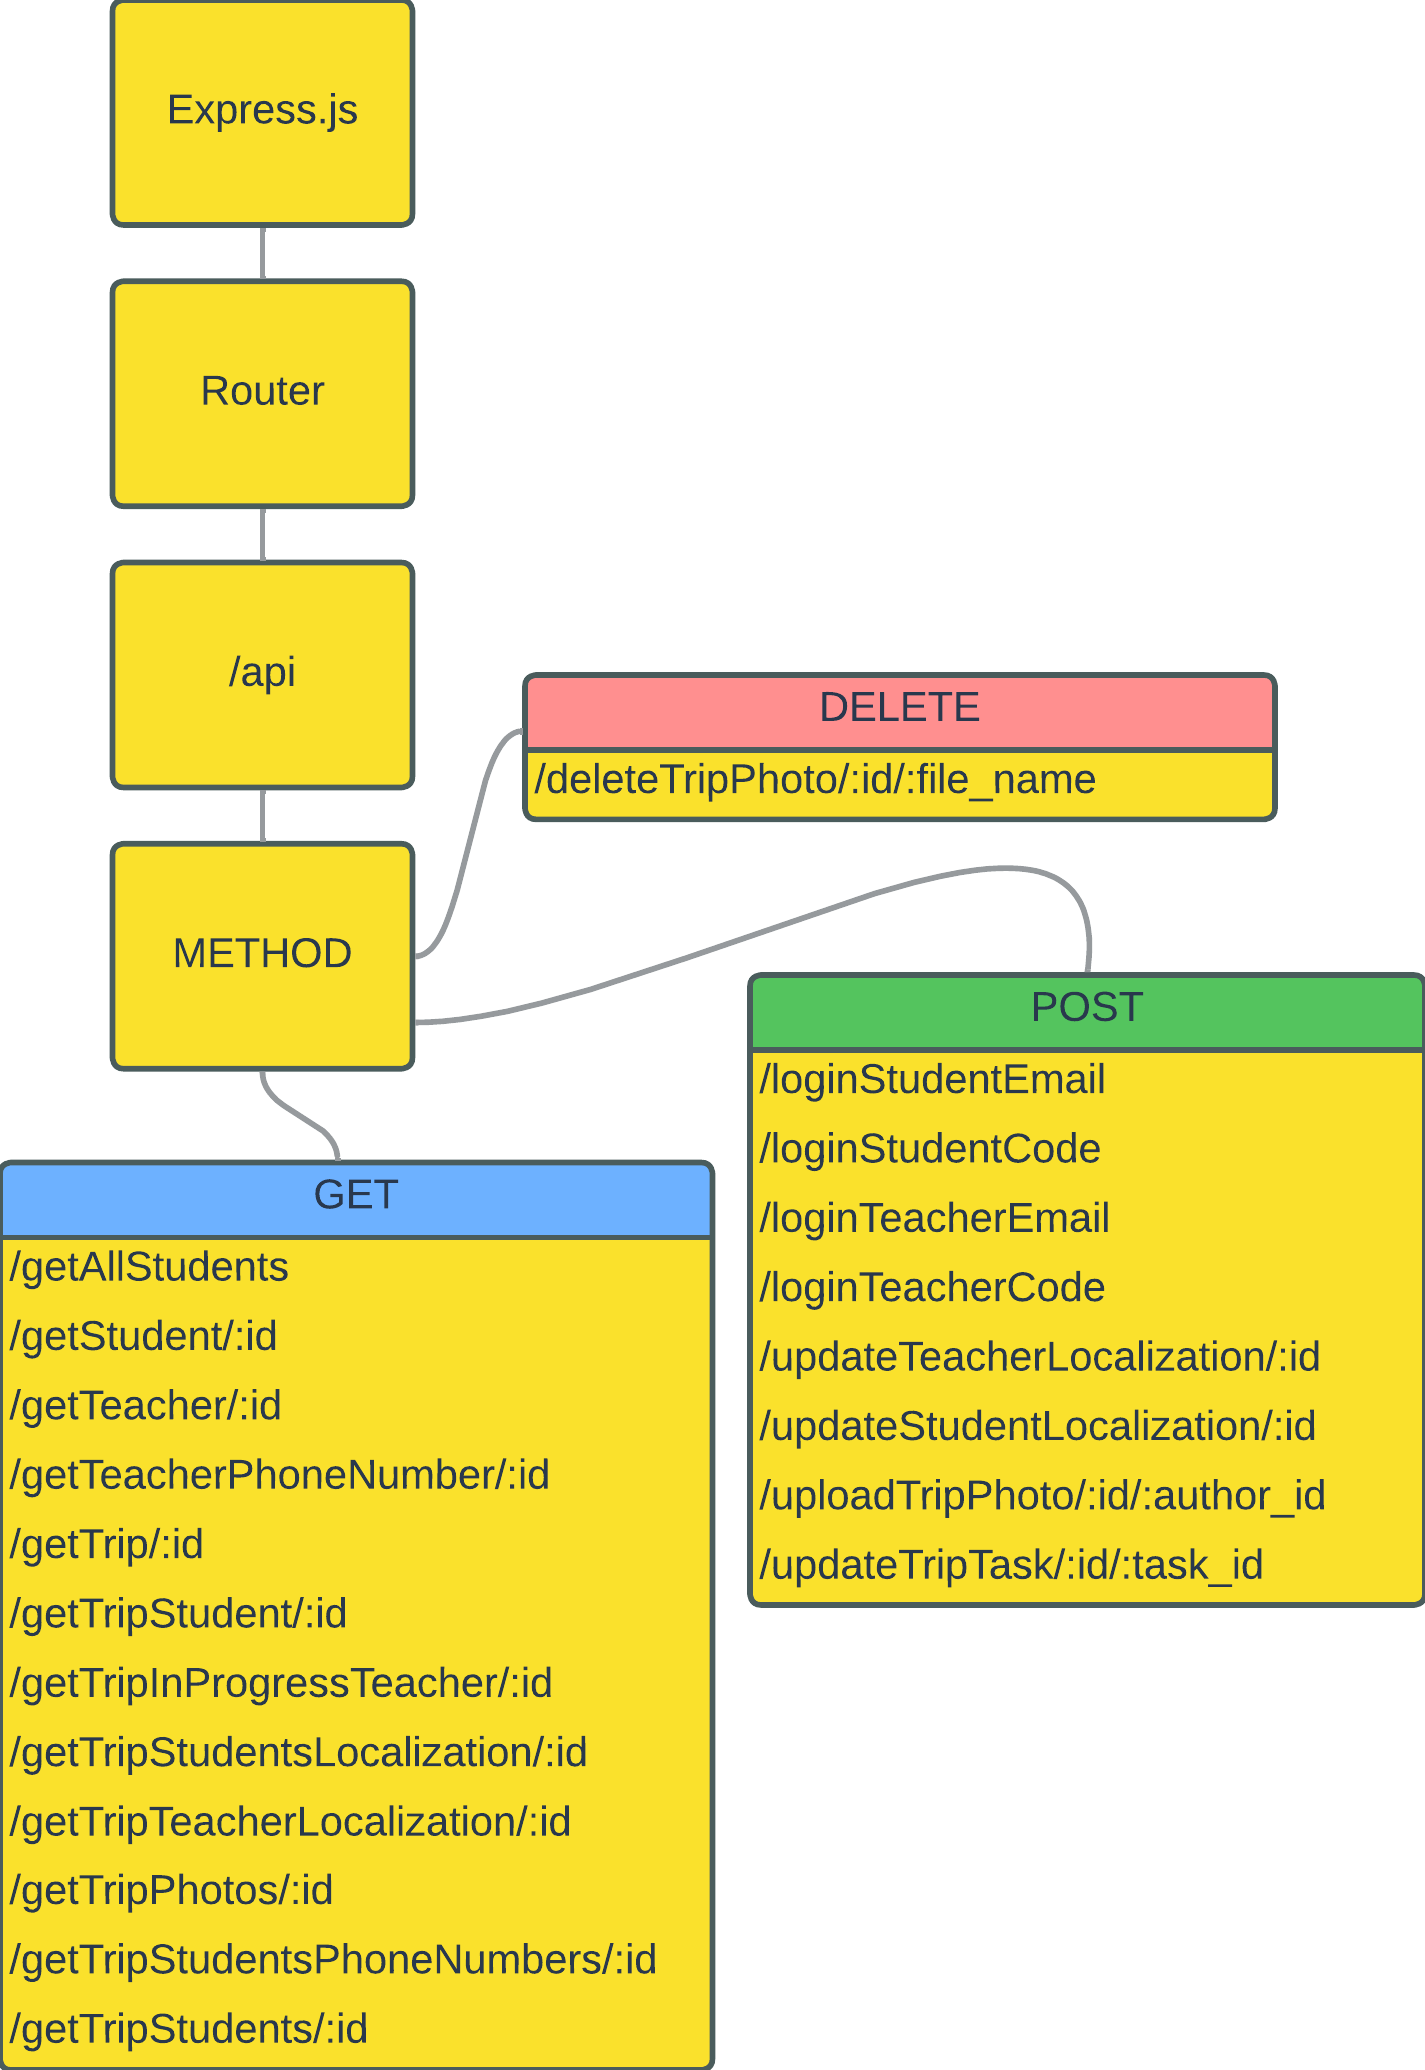 Express.js
Router
/api
DELETE
/deleteTripPhoto/:id/:file_name
METHOD
POST
/loginStudentEmail
/loginStudentCode
/loginTeacherEmail
/loginTeacherCode
/updateTeacherLocalization/:id
/updateStudentLocalization/:id
/uploadTripPhoto/:id/:author_id
/updateTripTask/:id/:task_id
GET
/getAllStudents
/getStudent/:id
/getTeacher/:id
/getTeacherPhoneNumber/:id
/getTrip/:id
/getTripStudent/:id
/getTripInProgressTeacher/:id
/getTripStudentsLocalization/:id
/getTripTeacherLocalization/:id
/getTripPhotos/:id
/getTripStudentsPhoneNumbers/:id
/getTripStudents/:id